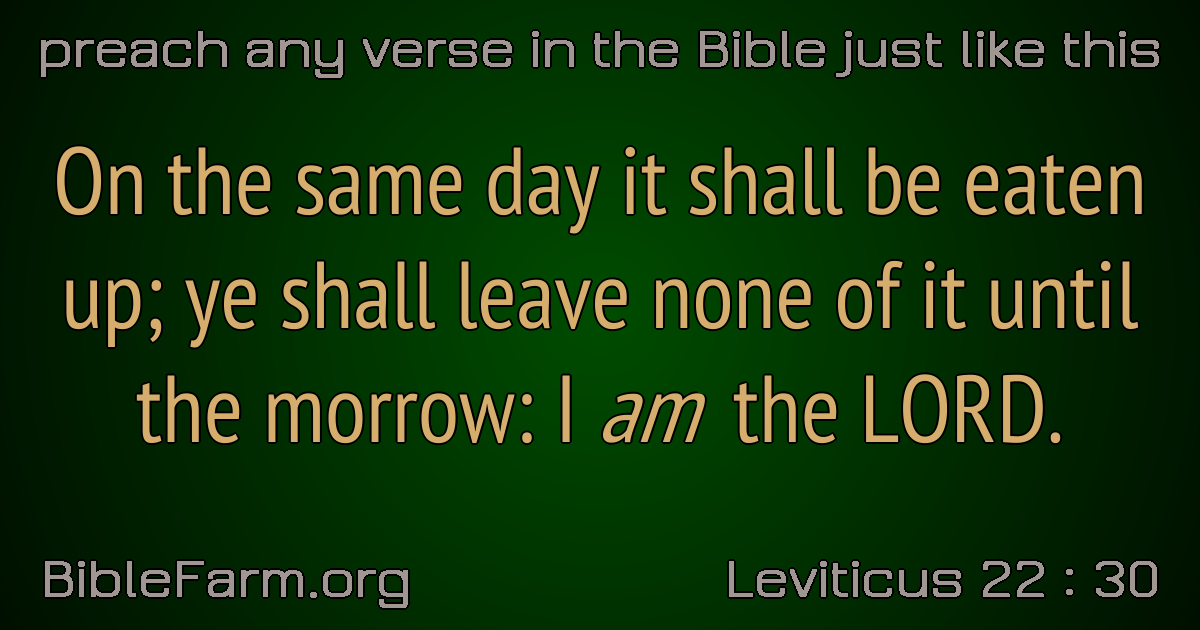 preach any verse in the Bible just like this
On the same day it shall be eaten
up; ye shall leave none of it until
the morrow: I am the LORD.
BibleFarm.org
Leviticus 22 : 30